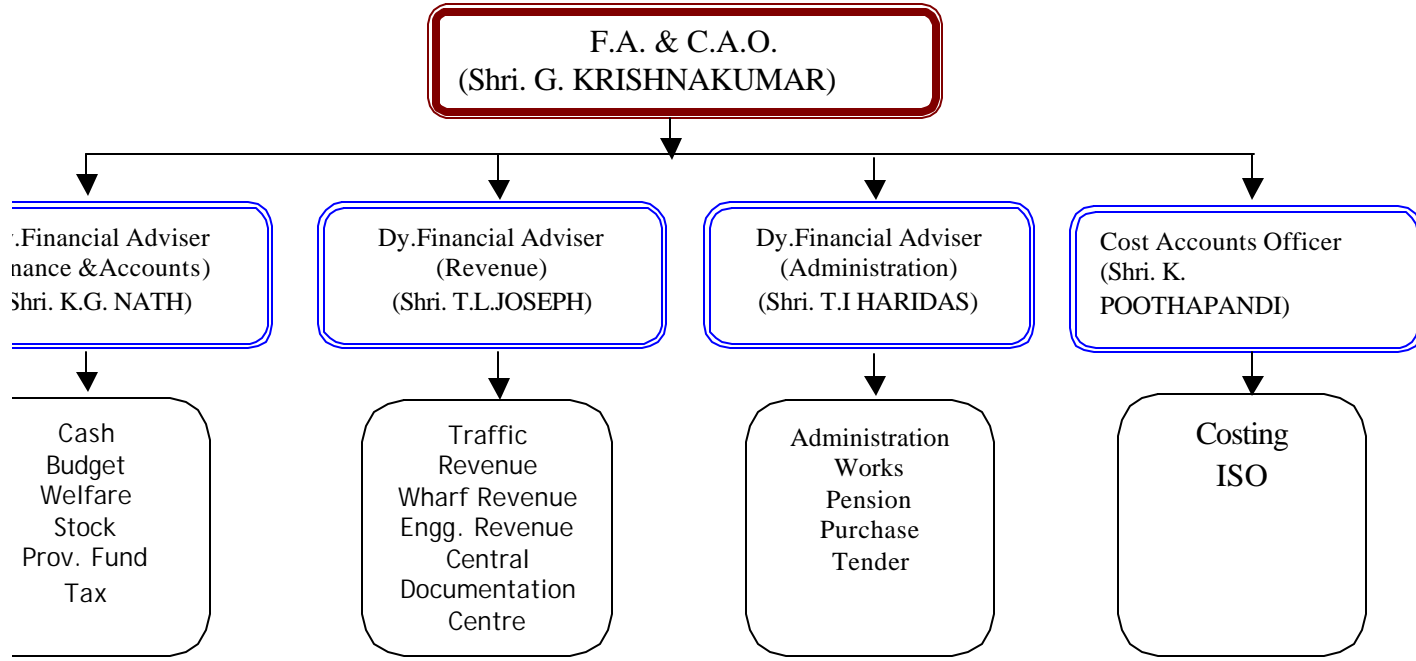 F.A. & C.A.O.
(Shri. G. KRISHNAKUMAR)
.Financial Adviser
nance &Accounts)
Shri. K.G. NATH)
Dy.Financial Adviser
(Revenue)
(Shri. T.L.JOSEPH)
Dy.Financial Adviser
(Administration)
(Shri. T.I HARIDAS)
Cost Accounts Officer
(Shri. K.
POOTHAPANDI)
Cash
Budget
Welfare
Stock
Prov. Fund
Tax
Traffic
Revenue
Wharf Revenue
Engg. Revenue
Central
Documentation
Centre
Administration
Works
Pension
Purchase
Tender
Costing
ISO